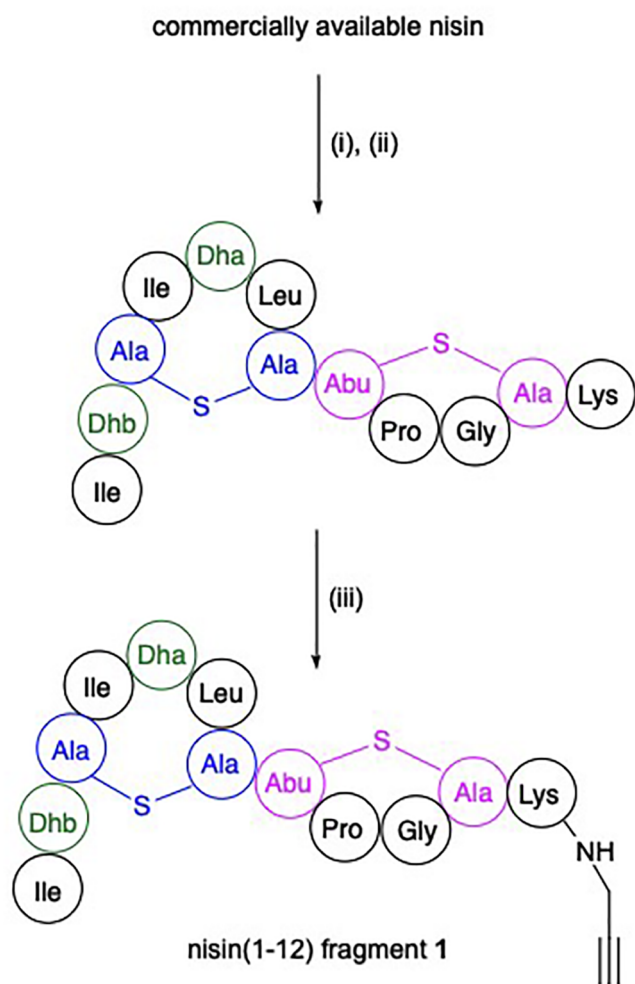 commercially available nisin
(i), (ii)
Dha
Ile
Leu
Ala
Ala
S
S
Abu
Ala
Lys
Dhb
Pro
Gly
Ile
(iii)
Dha
Ile
Leu
Ala
Ala
S
S
Abu
Ala
Lys
Dhb
Pro
Gly
NH
Ile
nisin(1-12) fragment 1